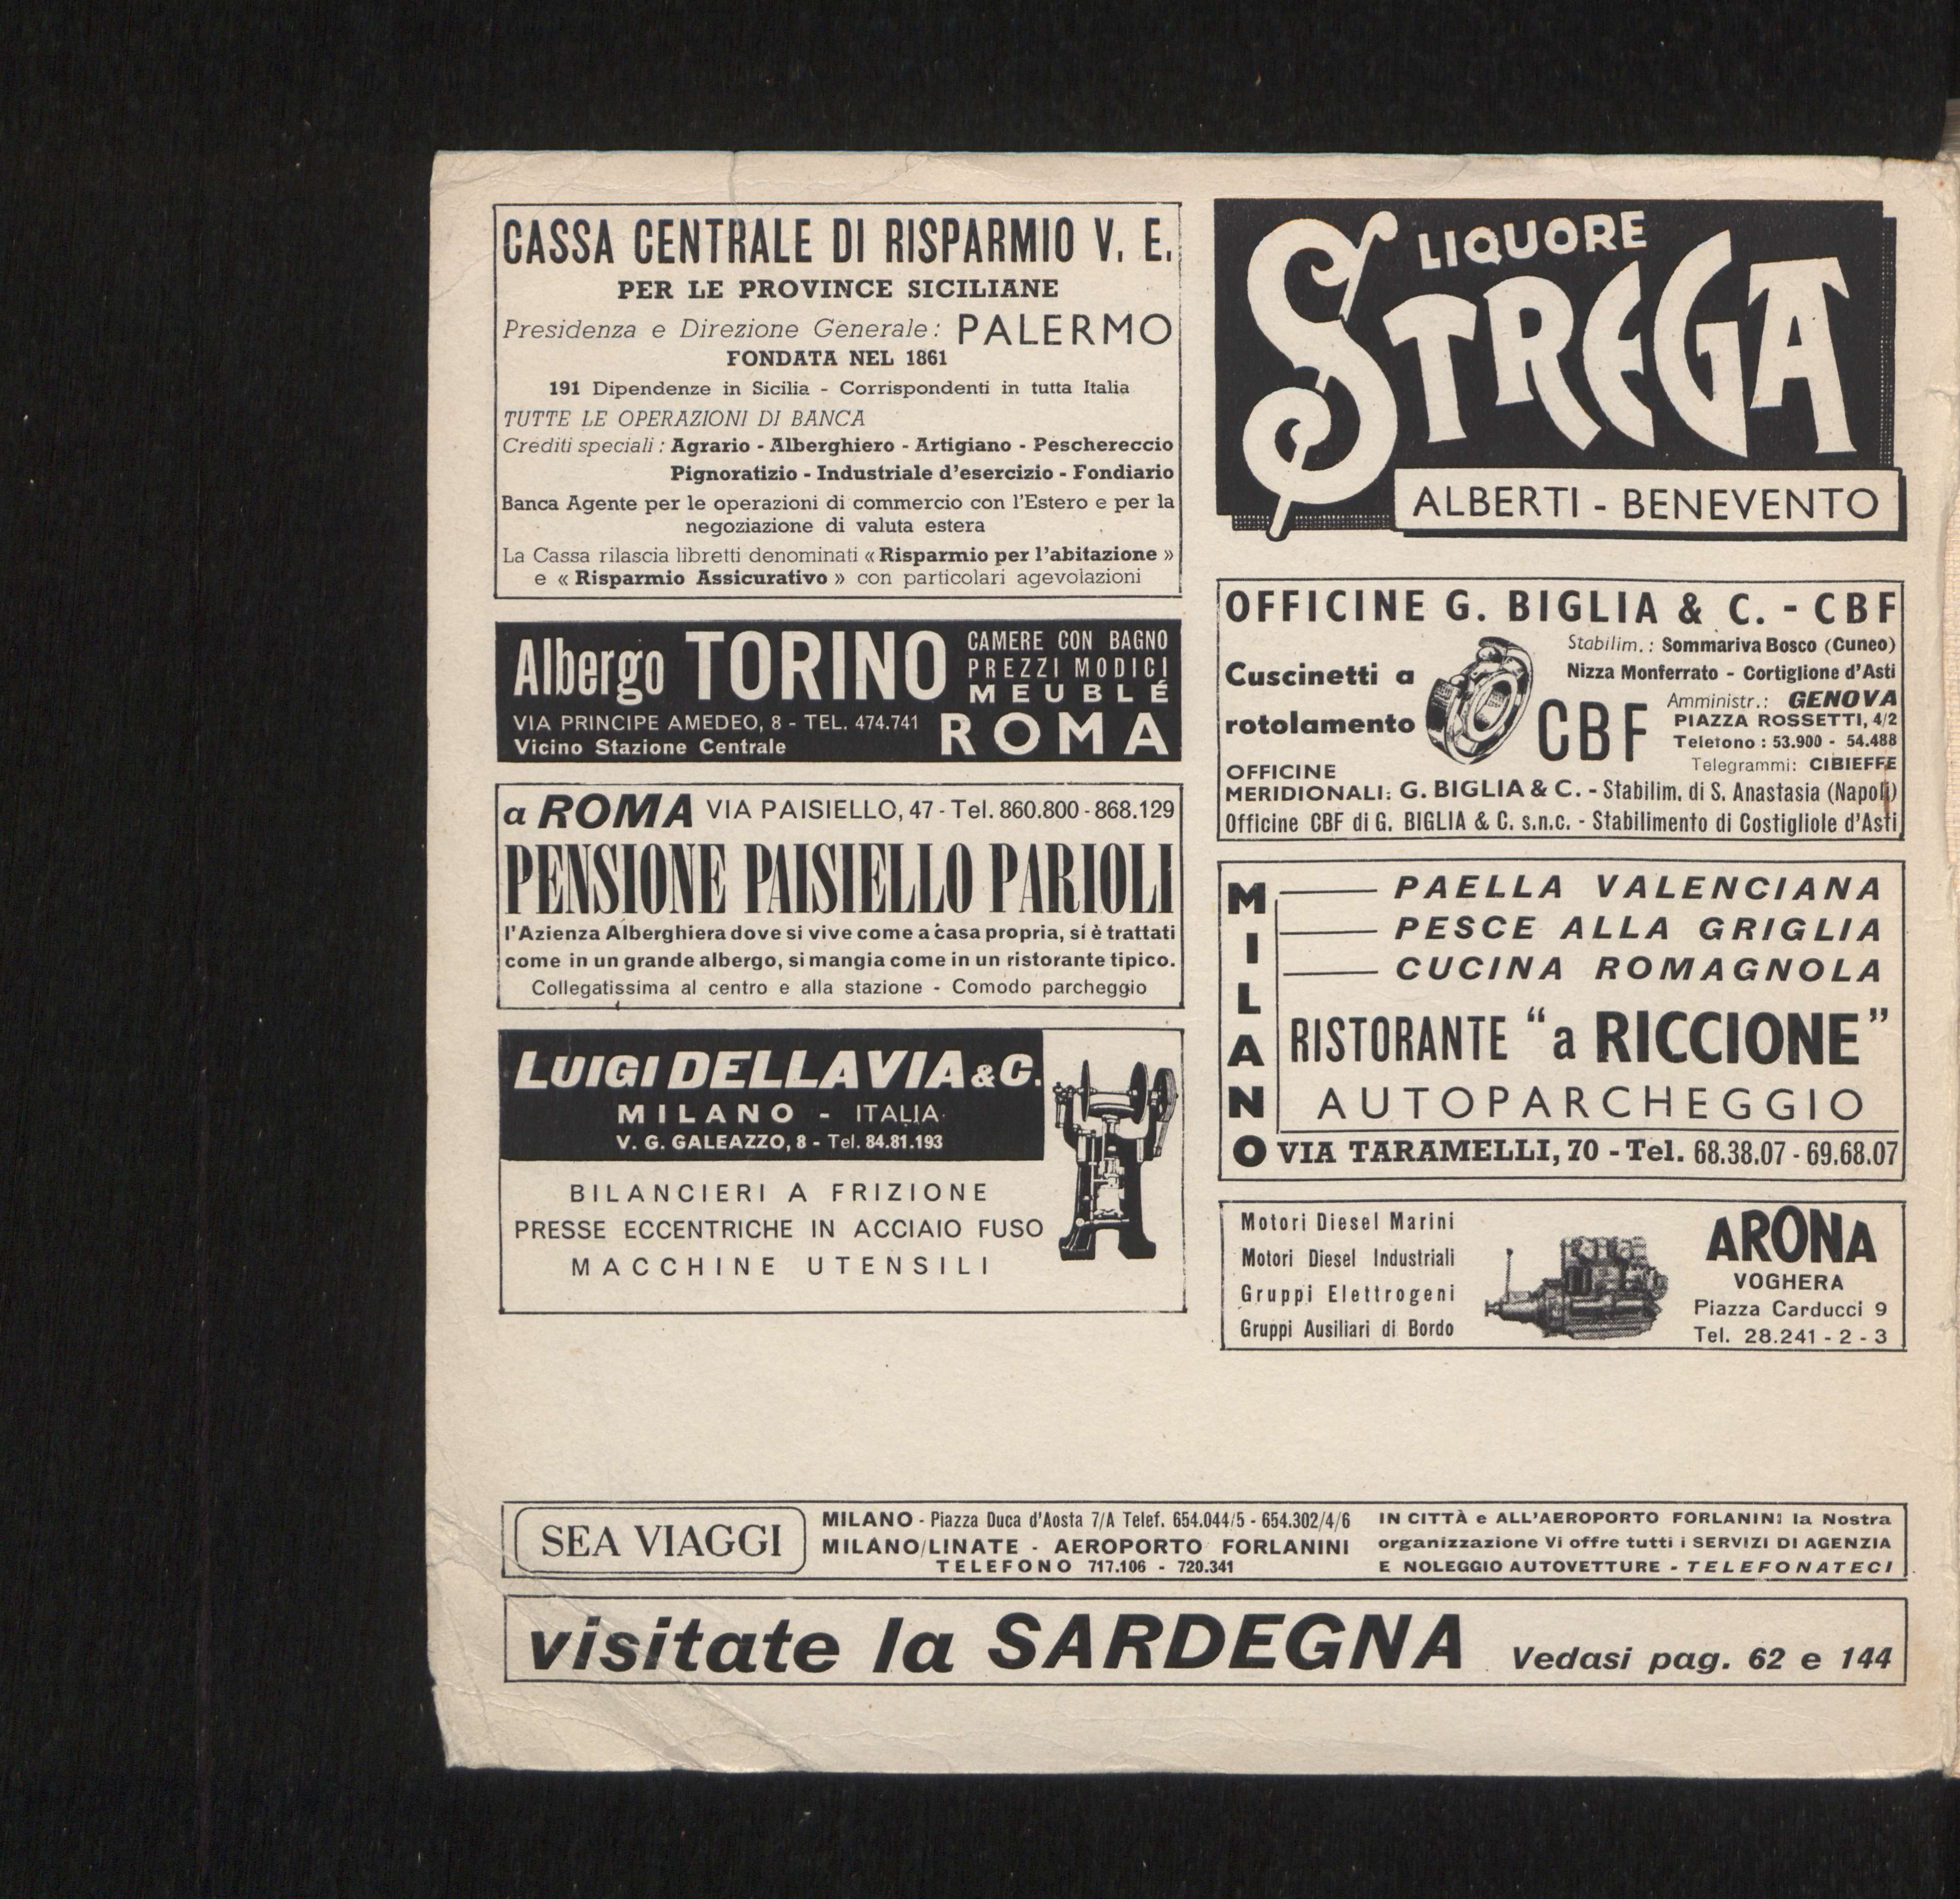 CASSA CENTRALE DI RISPARMIO V. E.
PER LE PROVINCE SICILIANE
Presidenza e Direzione Generale: PALERMO
FONDATA NEL 1861
191 Dipendenze in Sicilia - Corrispondenti in tutta Italia
TUTTE LE OPERAZIONI DI BANCA
Crediti speciali: Agrario - Alberghiero - Artigiano - Peschereccio
Pignoratizio - Industriale d'esercizio - Fondiario
Banca Agente per le operazioni di commercio con l'Estero e per la
negoziazione di valuta estera
La Cassa rilascia libretti denominati « Risparmio per l'abitazione »
e « Risparmio Assicurativo » con particolari agevolazioni
Albergo TORINO
CAMERE CON BAGNO
PREZZI MODICI
MEUBLÉ
VIA PRINCIPE AMEDEO, 8 - TEL. 474.741
Vicino Stazione Centrale
ROMA
a ROMA VIA PAISIELLO, 47 - Tel. 860.800 - 868.129
PENSIONE PAISIELLO PARIOLI
l'Azienza Alberghiera dove si vive come a casa propria, si è trattati
come in un grande albergo, si mangia come in un ristorante tipico.
Collegatissima al centro e alla stazione - Comodo parcheggio
LUIGI DELLAVIA & C.
MILANO - ITALIA
V. G. GALEAZZO, 8 - Tel. 84.81.193
BILANCIERI A FRIZIONE
PRESSE ECCENTRICHE IN ACCIAIO FUSO
MACCHINE UTENSILI
LIQUORE
STREGA
ALBERTI - BENEVENTO
OFFICINE G. BIGLIA & C. - CBF
Cuscinetti a
rotolamento
CBF
Stabilim.: Sommariva Bosco (Cuneo)
Nizza Monferrato - Cortiglione d'Asti
Amministr.: GENOVA
PIAZZA ROSSETTI, 4/2
Teletono: 53.900 - 54.488
Telegrammi: CIBIEFFE
OFFICINE
MERIDIONALI: G. BIGLIA & C. - Stabilim. di S. Anastasia (Napoli)
Officine CBF di G. BIGLIA & C. s.n.c. - Stabilimento di Costigliole d'Asti
MILANO
PAELLA VALENCIANA
PESCE ALLA GRIGLIA
CUCINA ROMAGNOLA
RISTORANTE "a RICCIONE"
AUTOPARCHEGGIO
VIA TARAMELLI, 70 - Tel. 68.38.07 - 69.68.07
Motori Diesel Marini
Motori Diesel Industriali
Gruppi Elettrogeni
Gruppi Ausiliari di Bordo
ARONA
VOGHERA
Piazza Carducci 9
Tel. 28.241 - 2 - 3
SEA VIAGGI
MILANO - Piazza Duca d'Aosta 7/A Telef. 654.044/5 - 654.302/4/6
MILANO/LINATE - AEROPORTO FORLANINI
TELEFONO 717.106 - 720.341
IN CITTÀ e ALL'AEROPORTO FORLANINI la Nostra
organizzazione Vi offre tutti i SERVIZI DI AGENZIA
E NOLEGGIO AUTOVETTURE - TELEFONATECI
visitate la SARDEGNA Vedasi pag. 62 e 144